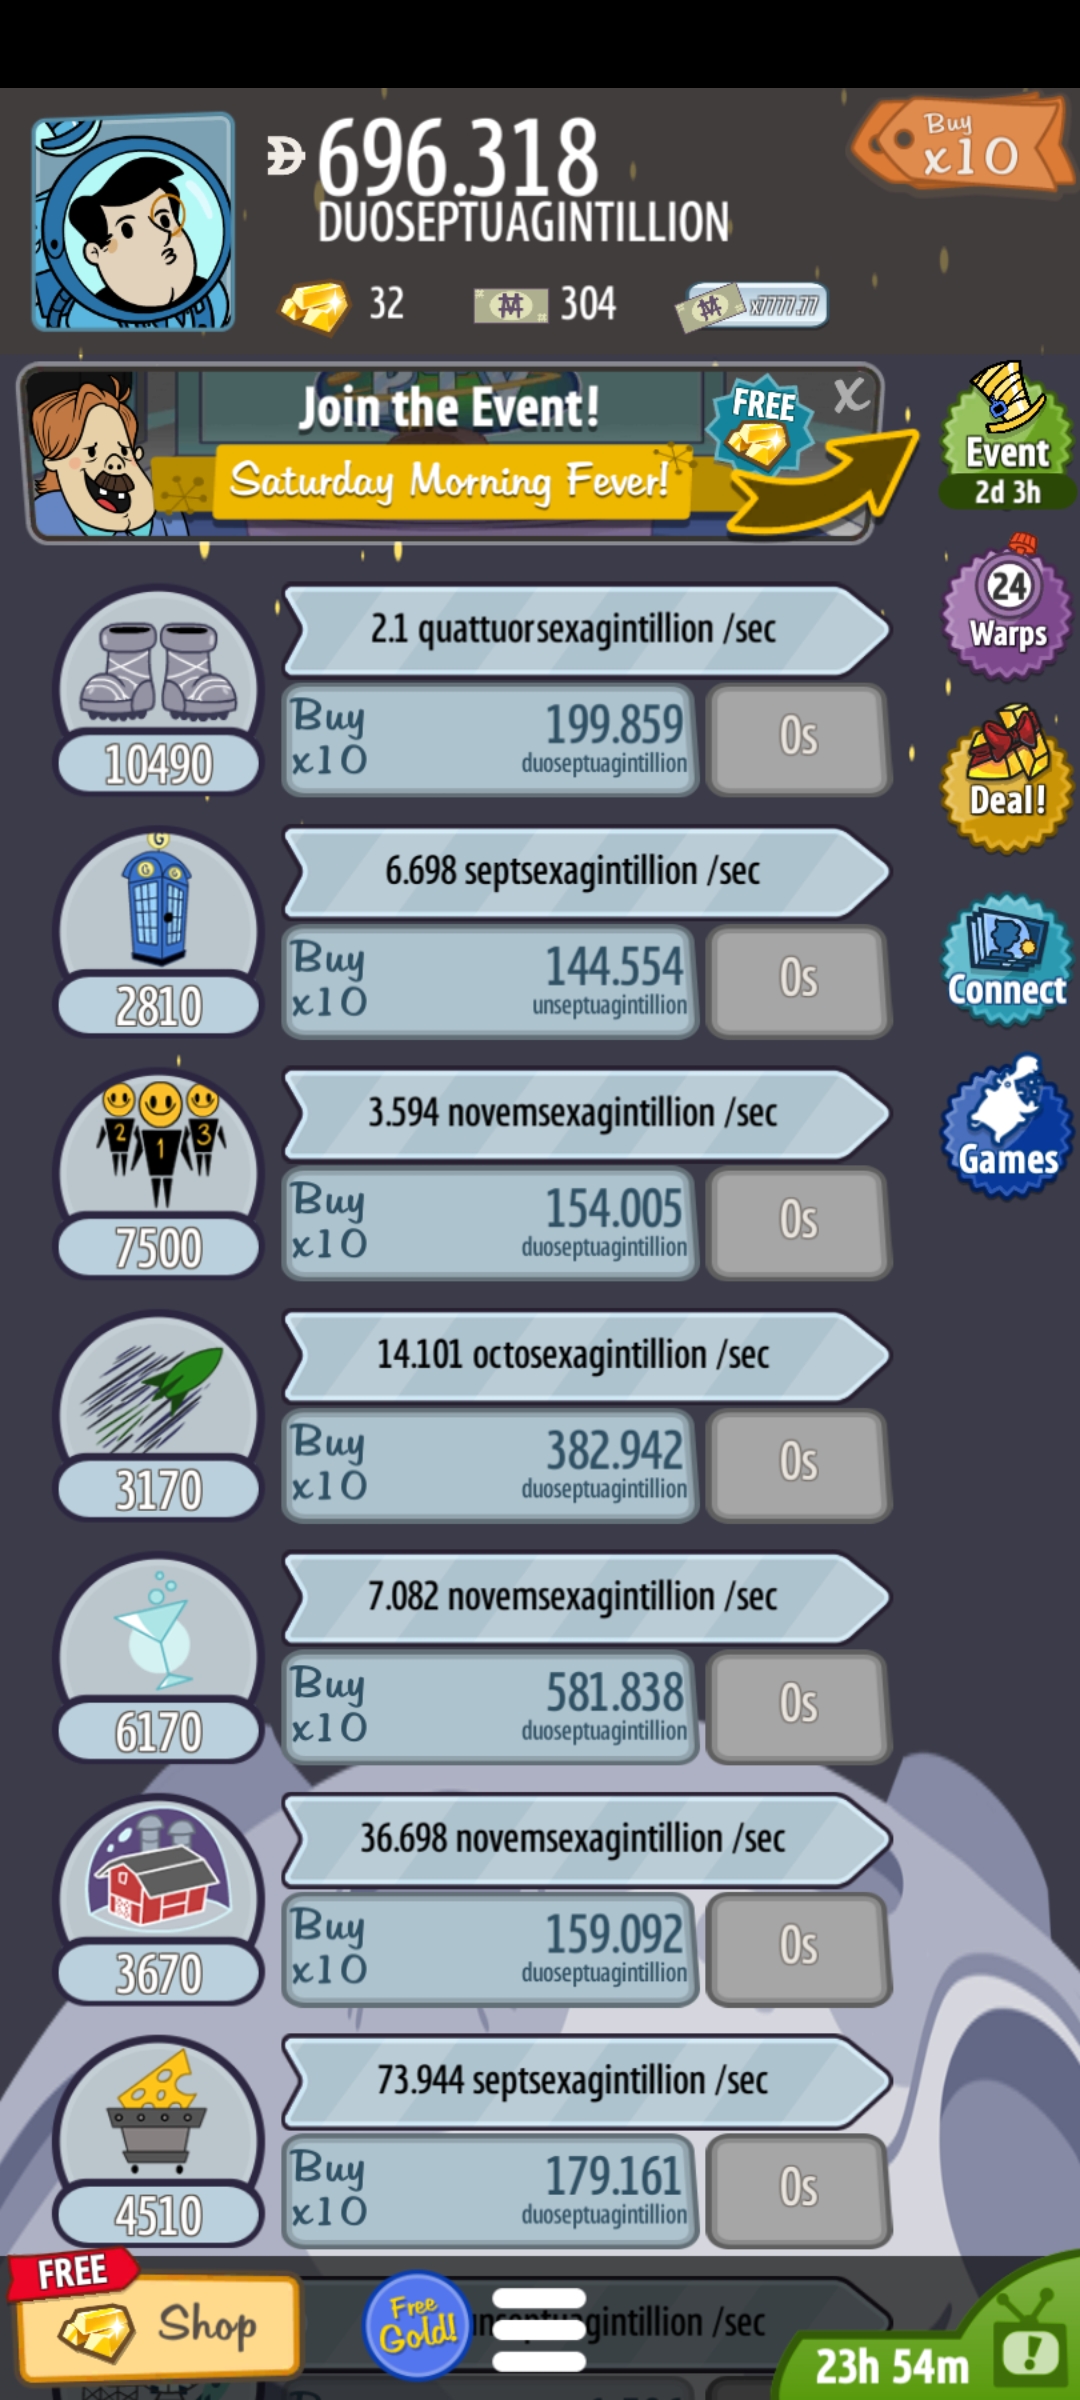 696.318
Buy
x10
DUOSEPTUAGINTILLION
32
304
x7777.77
Join the Event!
FREE
X
Saturday Morning Fever!
Event
2d 3h
2.1 quattuorsexagintillion /sec
24
Warps
Buy
x10
199.859
duoseptuagintillion
0s
10490
Deal!
6.698 septsexagintillion /sec
Buy
x10
144.554
unseptuagintillion
0s
2810
Connect
3.594 novemsexagintillion /sec
2
1
3
Buy
x10
154.005
duoseptuagintillion
0s
7500
Games
14.101 octosexagintillion /sec
Buy
x10
382.942
duoseptuagintillion
0s
3170
7.082 novemsexagintillion /sec
Buy
x10
581.838
duoseptuagintillion
0s
6170
36.698 novemsexagintillion /sec
Buy
x10
159.092
duoseptuagintillion
0s
3670
73.944 septsexagintillion /sec
Buy
x10
179.161
duoseptuagintillion
0s
4510
FREE
Shop
Free
Gold!
/sec
23h 54m
!